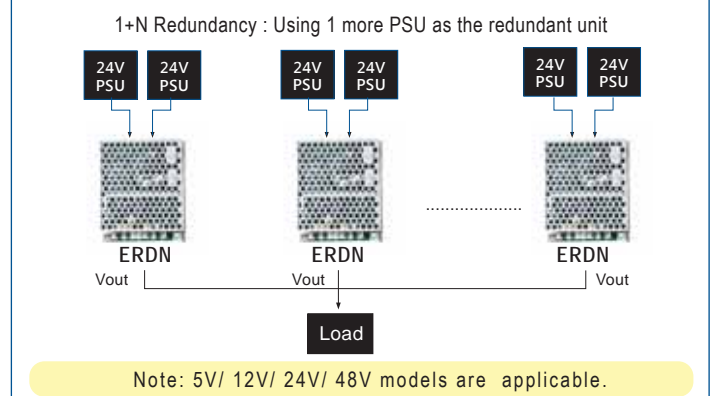 1+N Redundancy : Using 1 more PSU as the redundant unit
24V PSU
24V PSU
24V PSU
24V PSU
24V PSU
24V PSU
....................
ERDN
ERDN
ERDN
Vout
Vout
Vout
Load
Note: 5V/ 12V/ 24V/ 48V models are applicable.